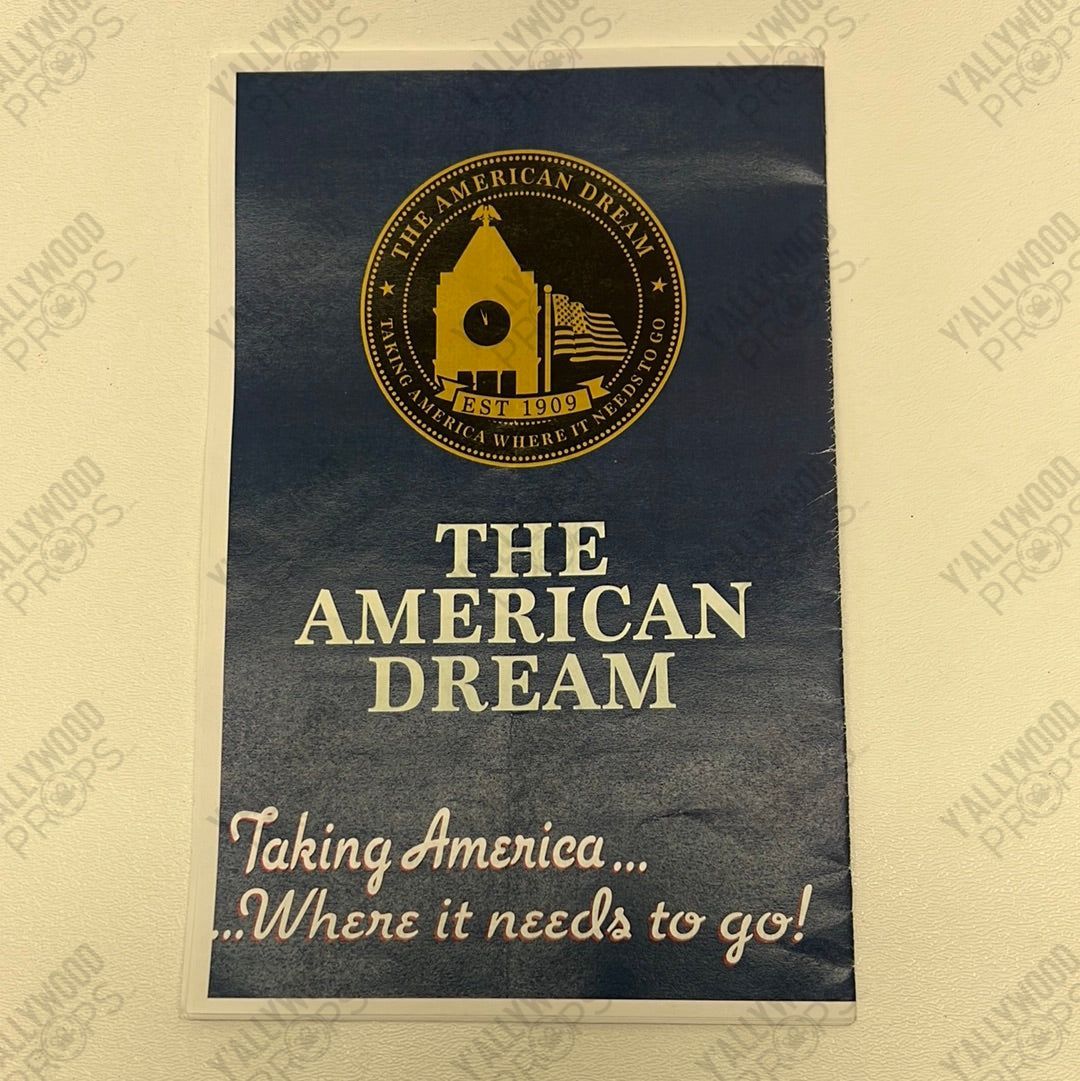 THE AMERICAN DREAM
TAKING AMERICA WHERE IT NEEDS TO GO
EST 1909
THE
AMERICAN
DREAM
Taking America...
...Where it needs to go!
Y'ALLYWOOD
PROPS